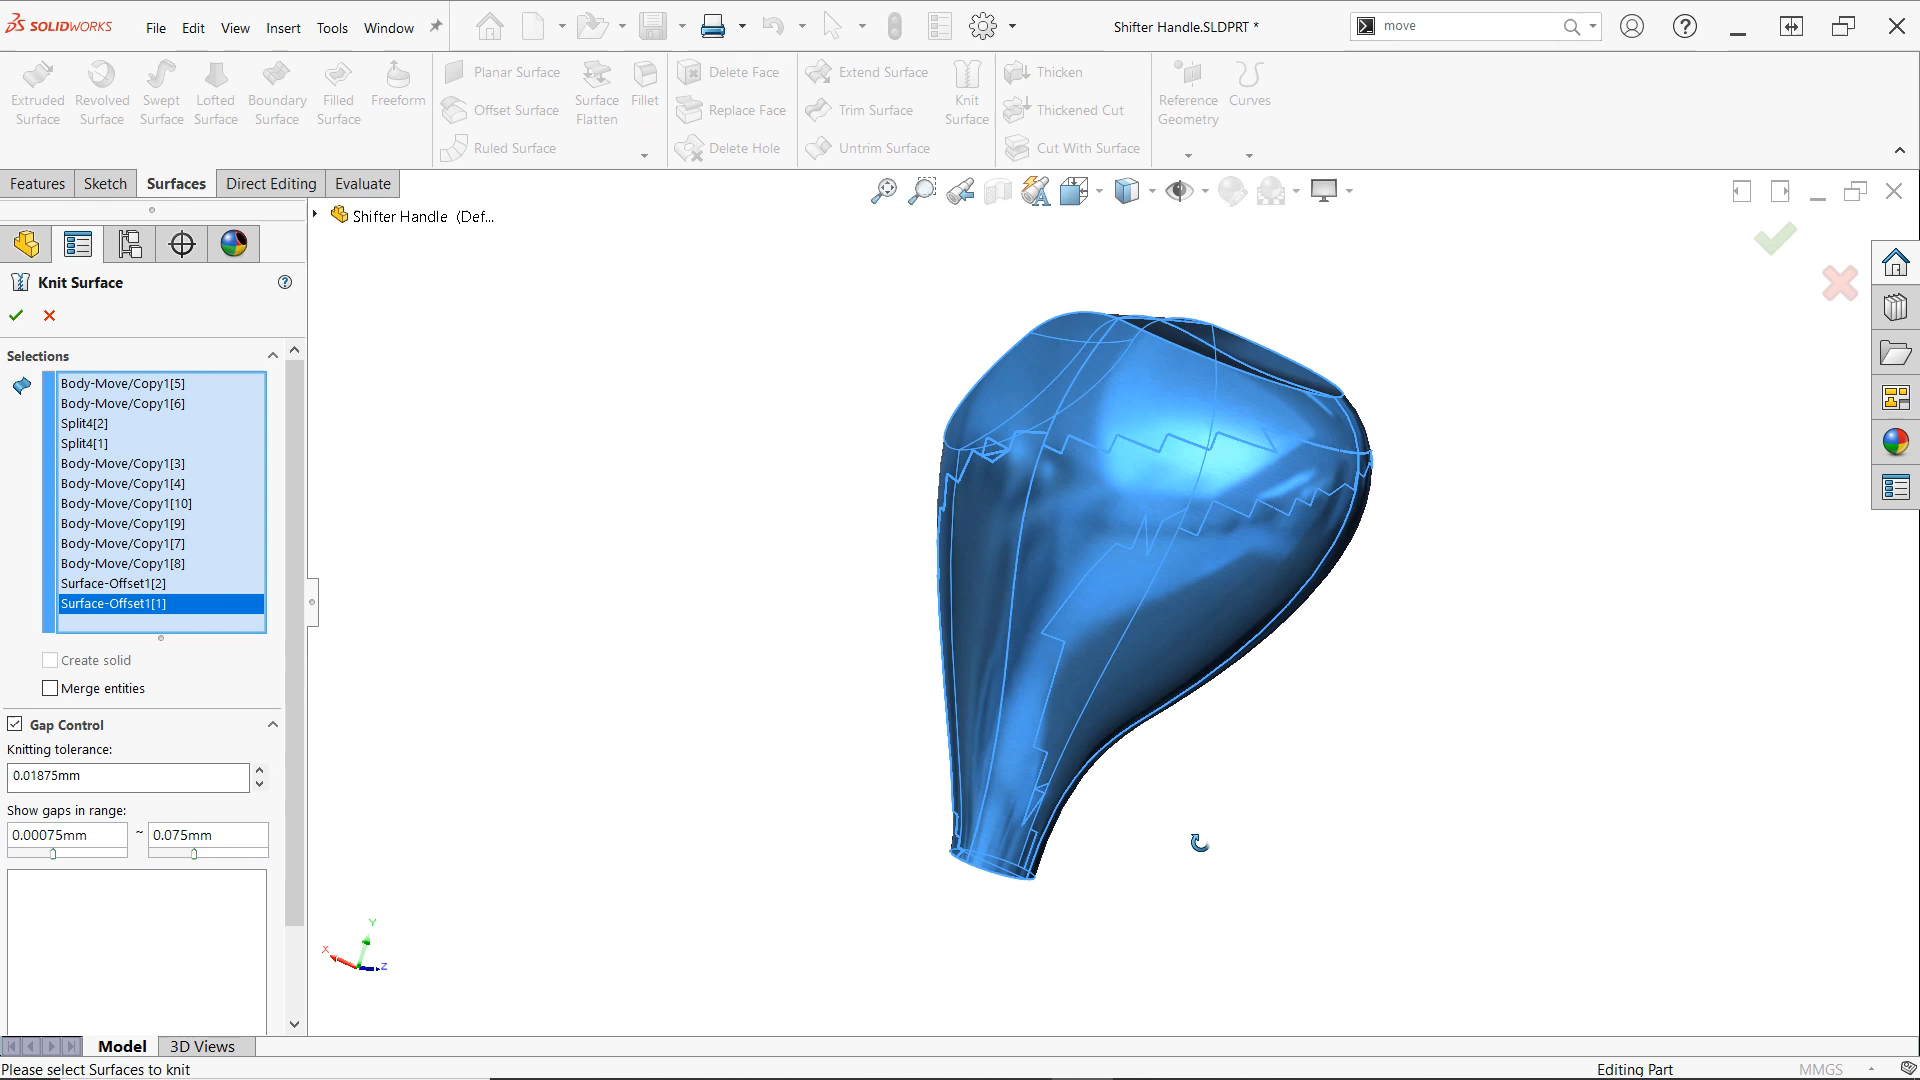 SOLIDWORKS File Edit View Insert Tools Window Shifter Handle.SLDPRT * move
Extruded Surface
Revolved Surface
Swept Surface
Lofted Surface
Boundary Surface
Filled Surface
Freeform
Planar Surface
Offset Surface
Ruled Surface
Surface Flatten
Fillet
Delete Face
Replace Face
Delete Hole
Extend Surface
Trim Surface
Untrim Surface
Knit Surface
Thicken
Thickened Cut
Cut With Surface
Reference Geometry
Curves
Features Sketch Surfaces Direct Editing Evaluate
Shifter Handle (Def...
Knit Surface
Selections
Body-Move/Copy1[5]
Body-Move/Copy1[6]
Split4[2]
Split4[1]
Body-Move/Copy1[3]
Body-Move/Copy1[4]
Body-Move/Copy1[10]
Body-Move/Copy1[9]
Body-Move/Copy1[7]
Body-Move/Copy1[8]
Surface-Offset1[2]
Surface-Offset1[1]
Create solid
Merge entities
Gap Control
Knitting tolerance:
0.01875mm
Show gaps in range:
0.00075mm ~ 0.075mm
Y
X
Z
Model 3D Views
Please select Surfaces to knit Editing Part MMGS